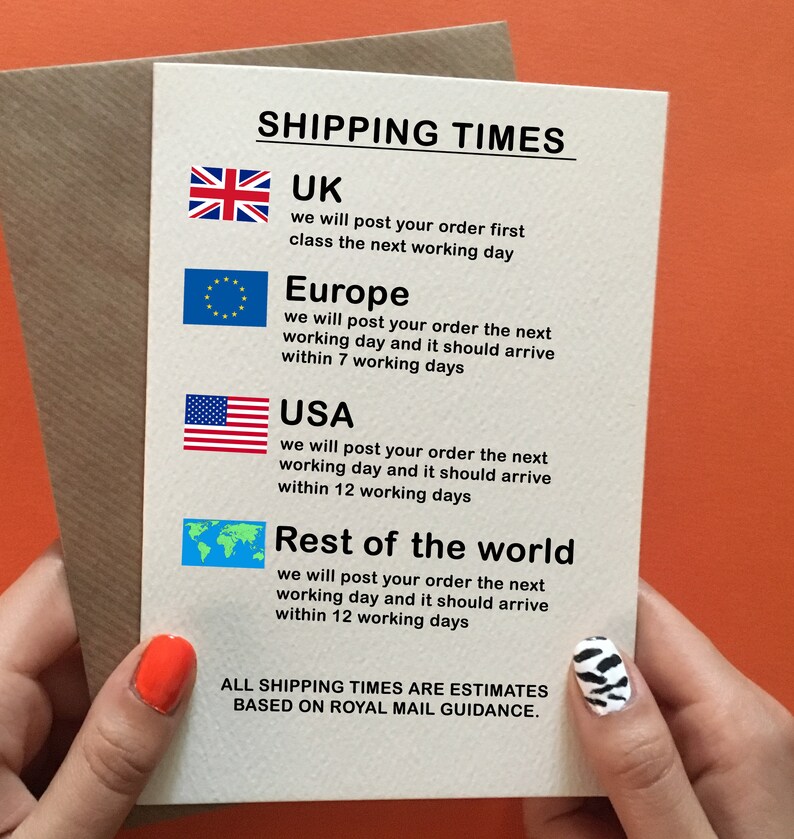 SHIPPING TIMES
UK
we will post your order first
class the next working day
Europe
we will post your order the next
working day and it should arrive
within 7 working days
USA
we will post your order the next
working day and it should arrive
within 12 working days
Rest of the world
we will post your order the next
working day and it should arrive
within 12 working days
ALL SHIPPING TIMES ARE ESTIMATES
BASED ON ROYAL MAIL GUIDANCE.